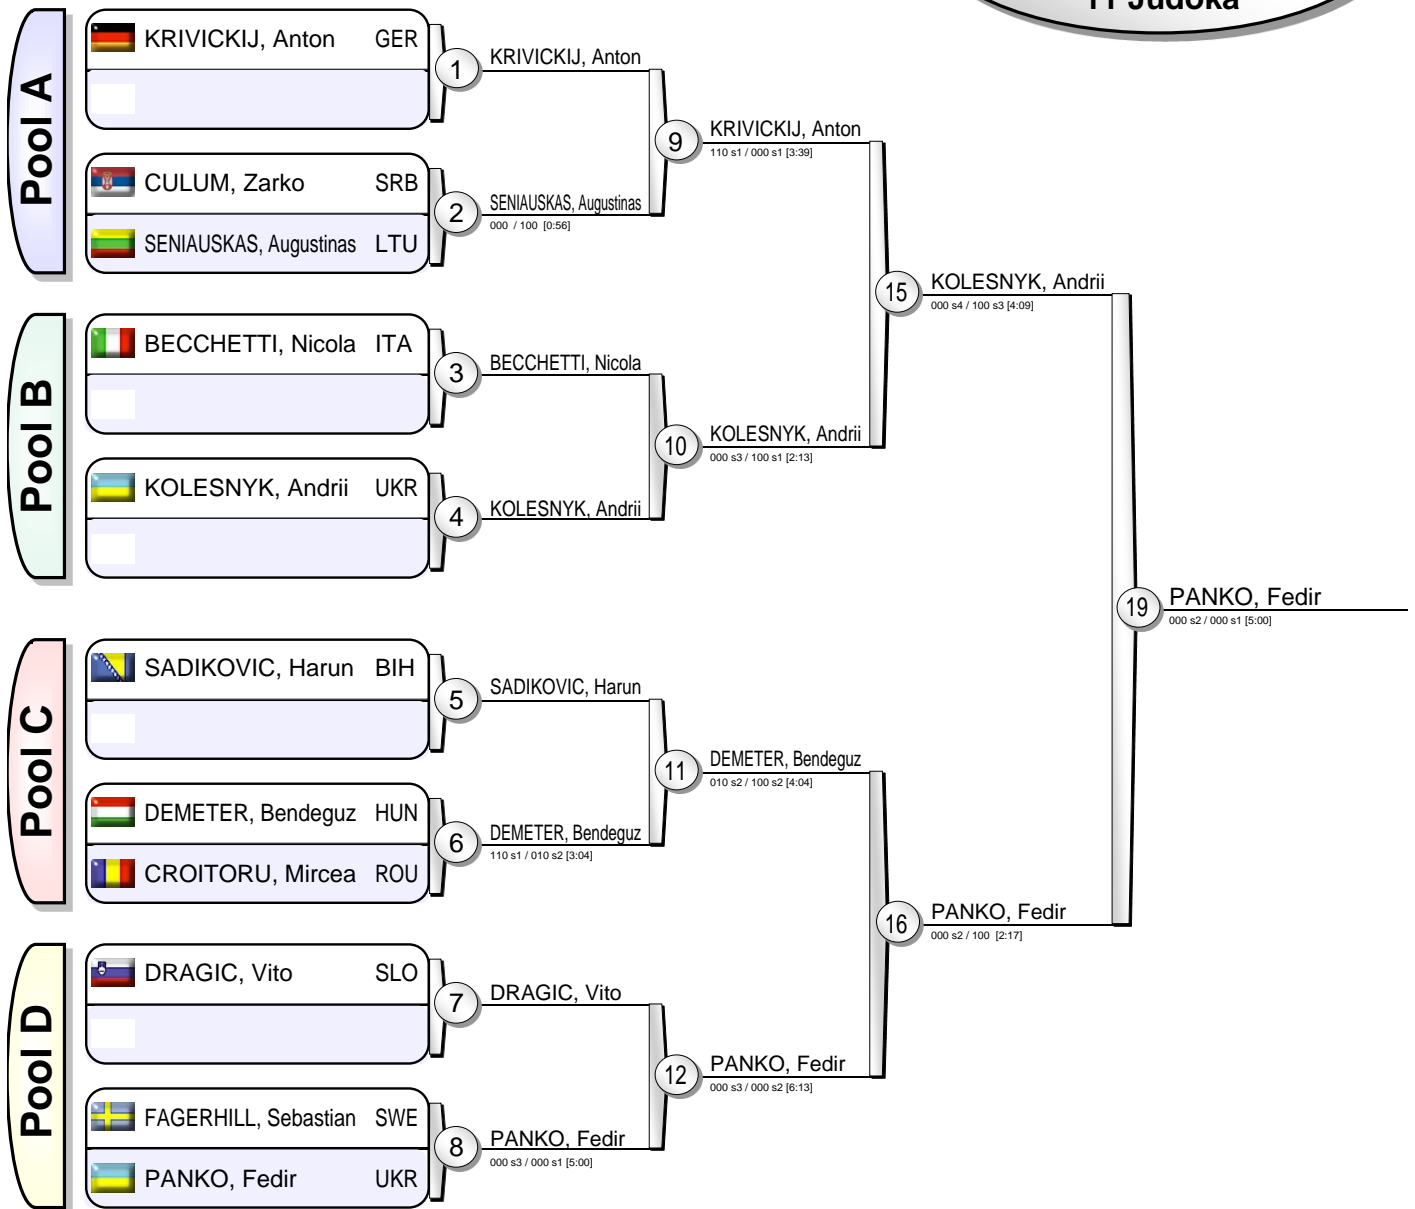 11 Judoka
Pool A
KRIVICKIJ, Anton GER
CULUM, Zarko SRB
SENIAUSKAS, Augustinas LTU
1
KRIVICKIJ, Anton
2
SENIAUSKAS, Augustinas
000 / 100 [0:56]
9
KRIVICKIJ, Anton
110 s1 / 000 s1 [3:39]
Pool B
BECCHETTI, Nicola ITA
KOLESNYK, Andrii UKR
3
BECCHETTI, Nicola
4
KOLESNYK, Andrii
10
KOLESNYK, Andrii
000 s3 / 100 s1 [2:13]
15
KOLESNYK, Andrii
000 s4 / 100 s3 [4:09]
Pool C
SADIKOVIC, Harun BIH
DEMETER, Bendeguz HUN
CROITORU, Mircea ROU
5
SADIKOVIC, Harun
6
DEMETER, Bendeguz
110 s1 / 010 s2 [3:04]
11
DEMETER, Bendeguz
010 s2 / 100 s2 [4:04]
Pool D
DRAGIC, Vito SLO
FAGERHILL, Sebastian SWE
PANKO, Fedir UKR
7
DRAGIC, Vito
8
PANKO, Fedir
000 s3 / 000 s1 [5:00]
12
PANKO, Fedir
000 s3 / 000 s2 [6:13]
16
PANKO, Fedir
000 s2 / 100 [2:17]
19
PANKO, Fedir
000 s2 / 000 s1 [5:00]